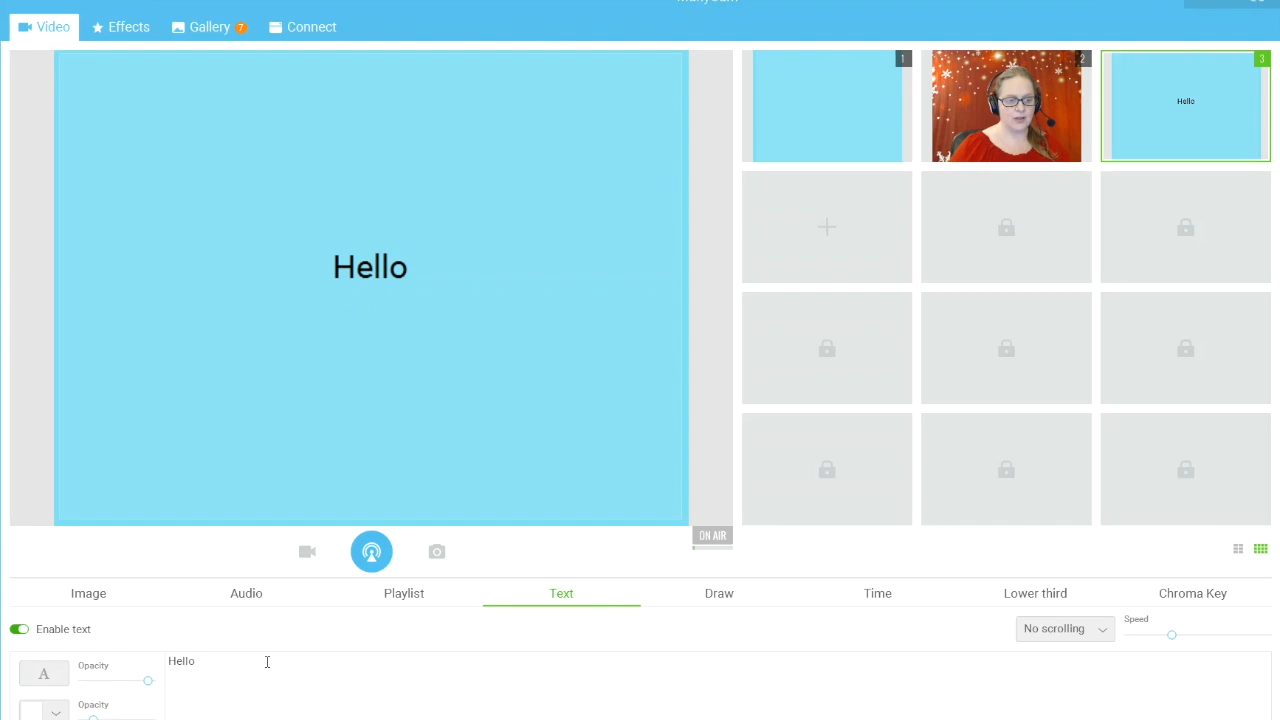 Video
Effects
Gallery 7
Connect
1
2
3
Hello
Hello
ON AIR
Image
Audio
Playlist
Text
Draw
Time
Lower third
Chroma Key
Enable text
No scrolling
Speed
A
Opacity
Hello
Opacity